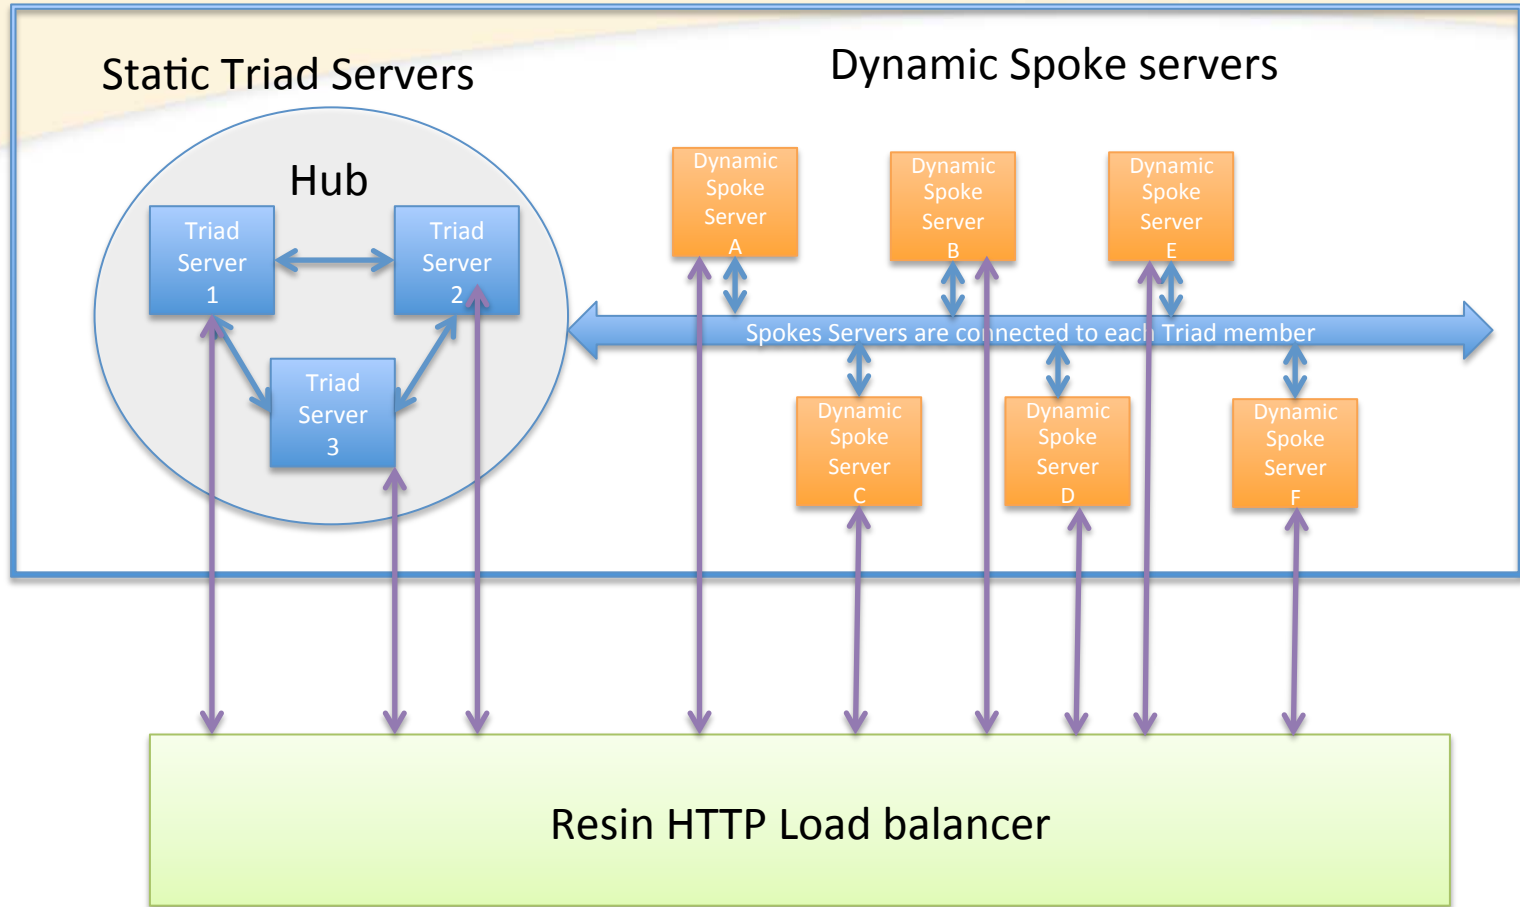 Static Triad Servers
Dynamic Spoke servers
Hub
Triad
Server
1
Triad
Server
2
Triad
Server
3
Dynamic
Spoke
Server
A
Dynamic
Spoke
Server
B
Dynamic
Spoke
Server
E
Spokes Servers are connected to each Triad member
Dynamic
Spoke
Server
C
Dynamic
Spoke
Server
D
Dynamic
Spoke
Server
F
Resin HTTP Load balancer